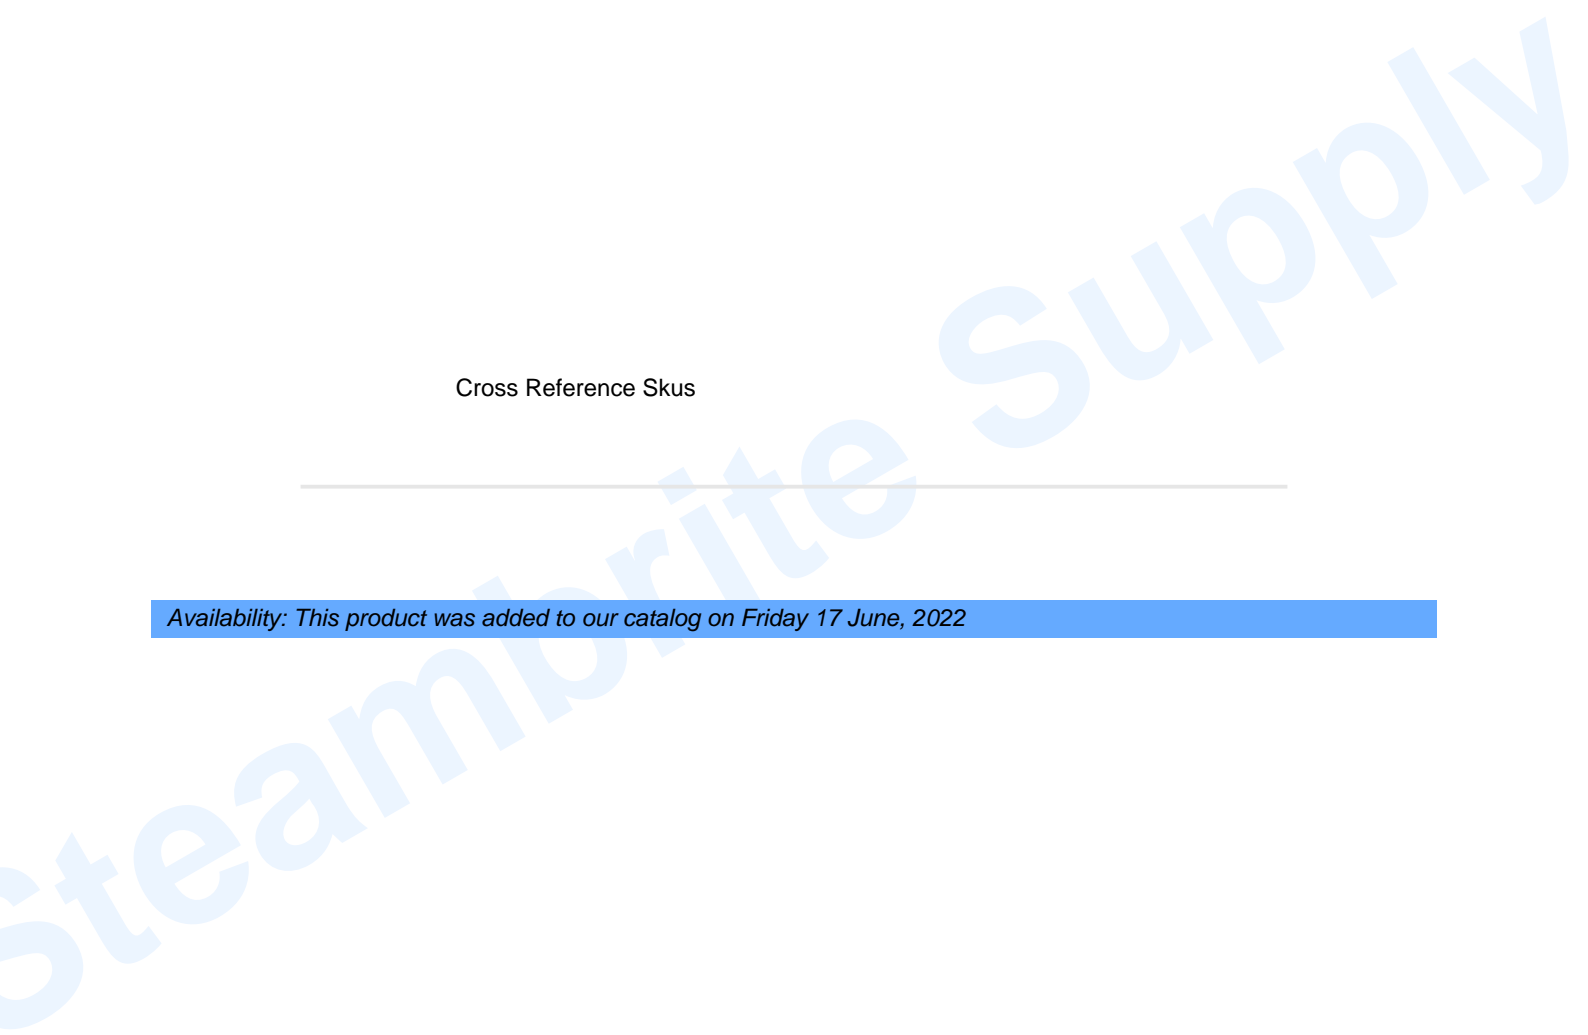 Cross Reference Skus
Availability: This product was added to our catalog on Friday 17 June, 2022
Steambrite Supply